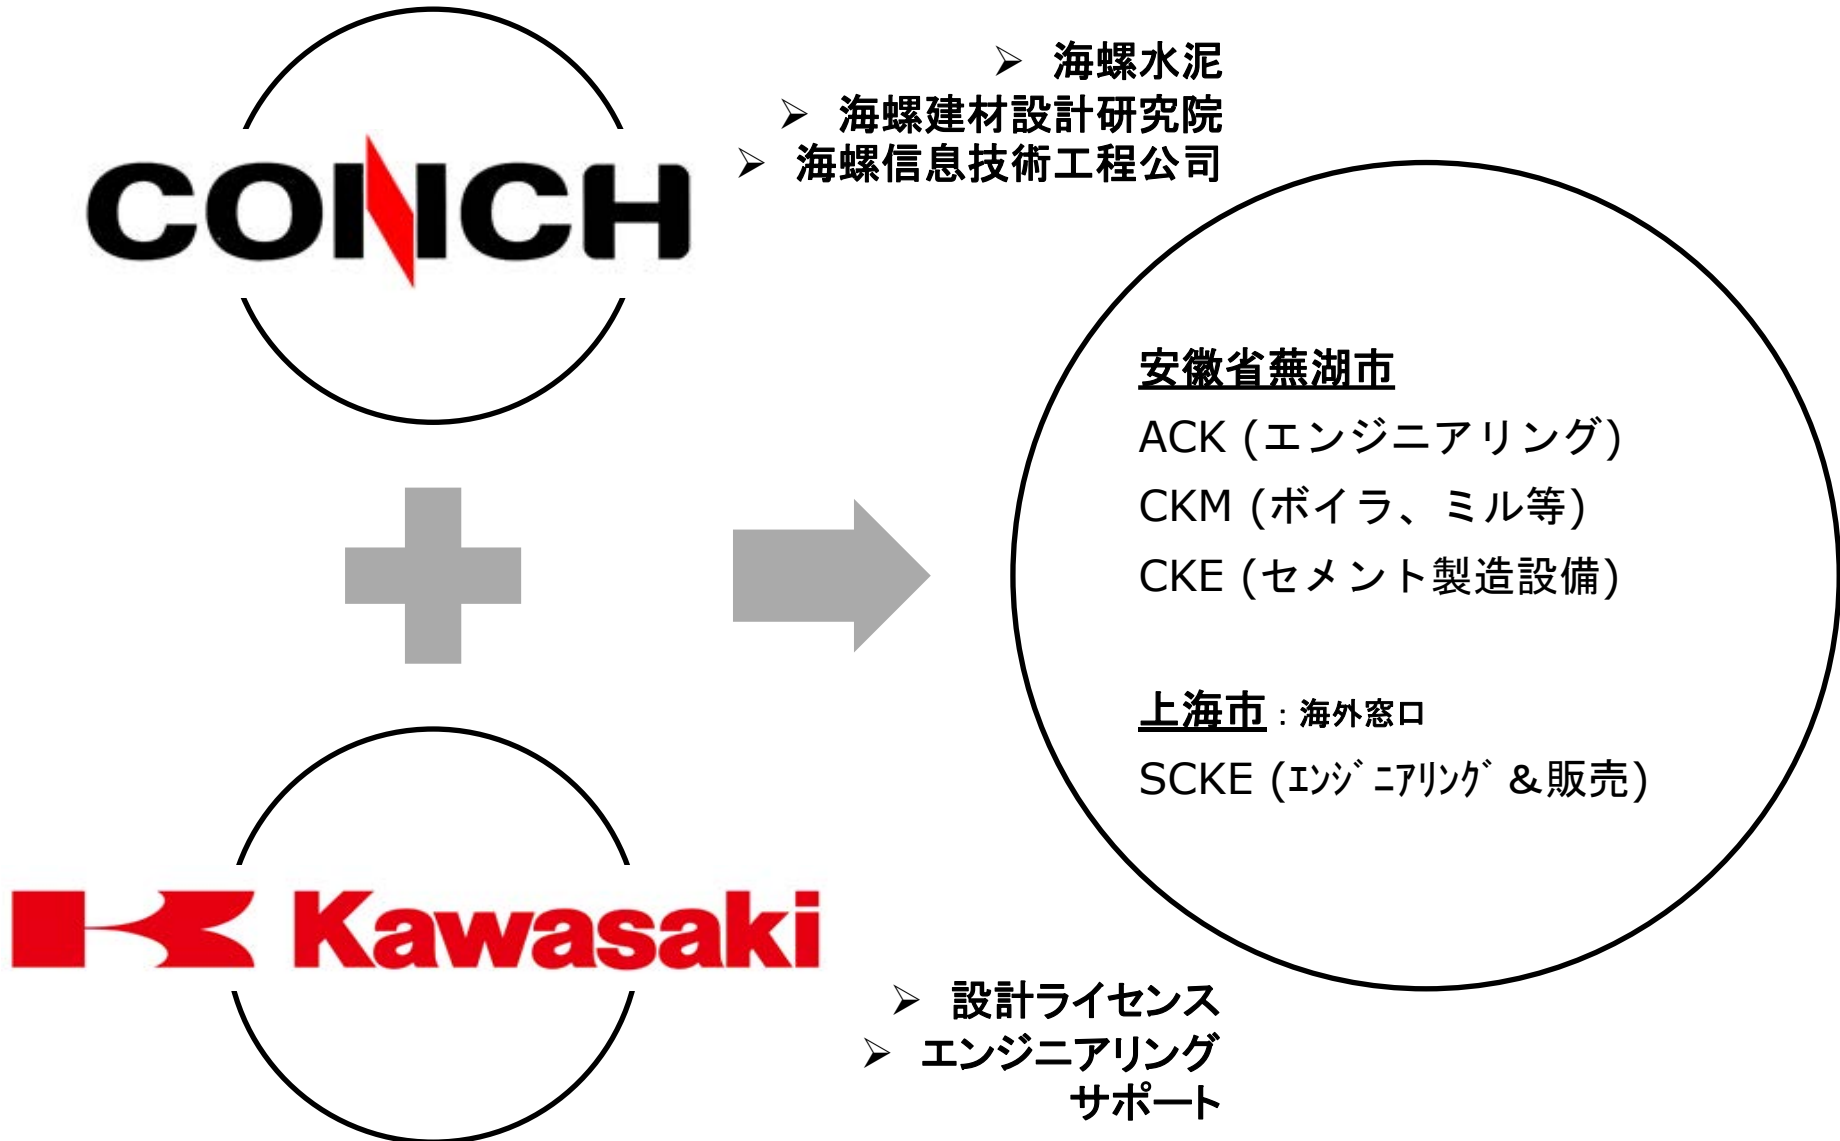 ➢ 海螺水泥
➢ 海螺建材設計研究院
➢ 海螺信息技術工程公司
CONCH
安徽省蕪湖市
ACK (エンジニアリング)
CKM (ボイラ、ミル等)
CKE (セメント製造設備)
上海市：海外窓口
SCKE (ｴﾝｼﾞﾆｱﾘﾝｸﾞ＆販売)
Kawasaki
➢ 設計ライセンス
➢ エンジニアリング
サポート